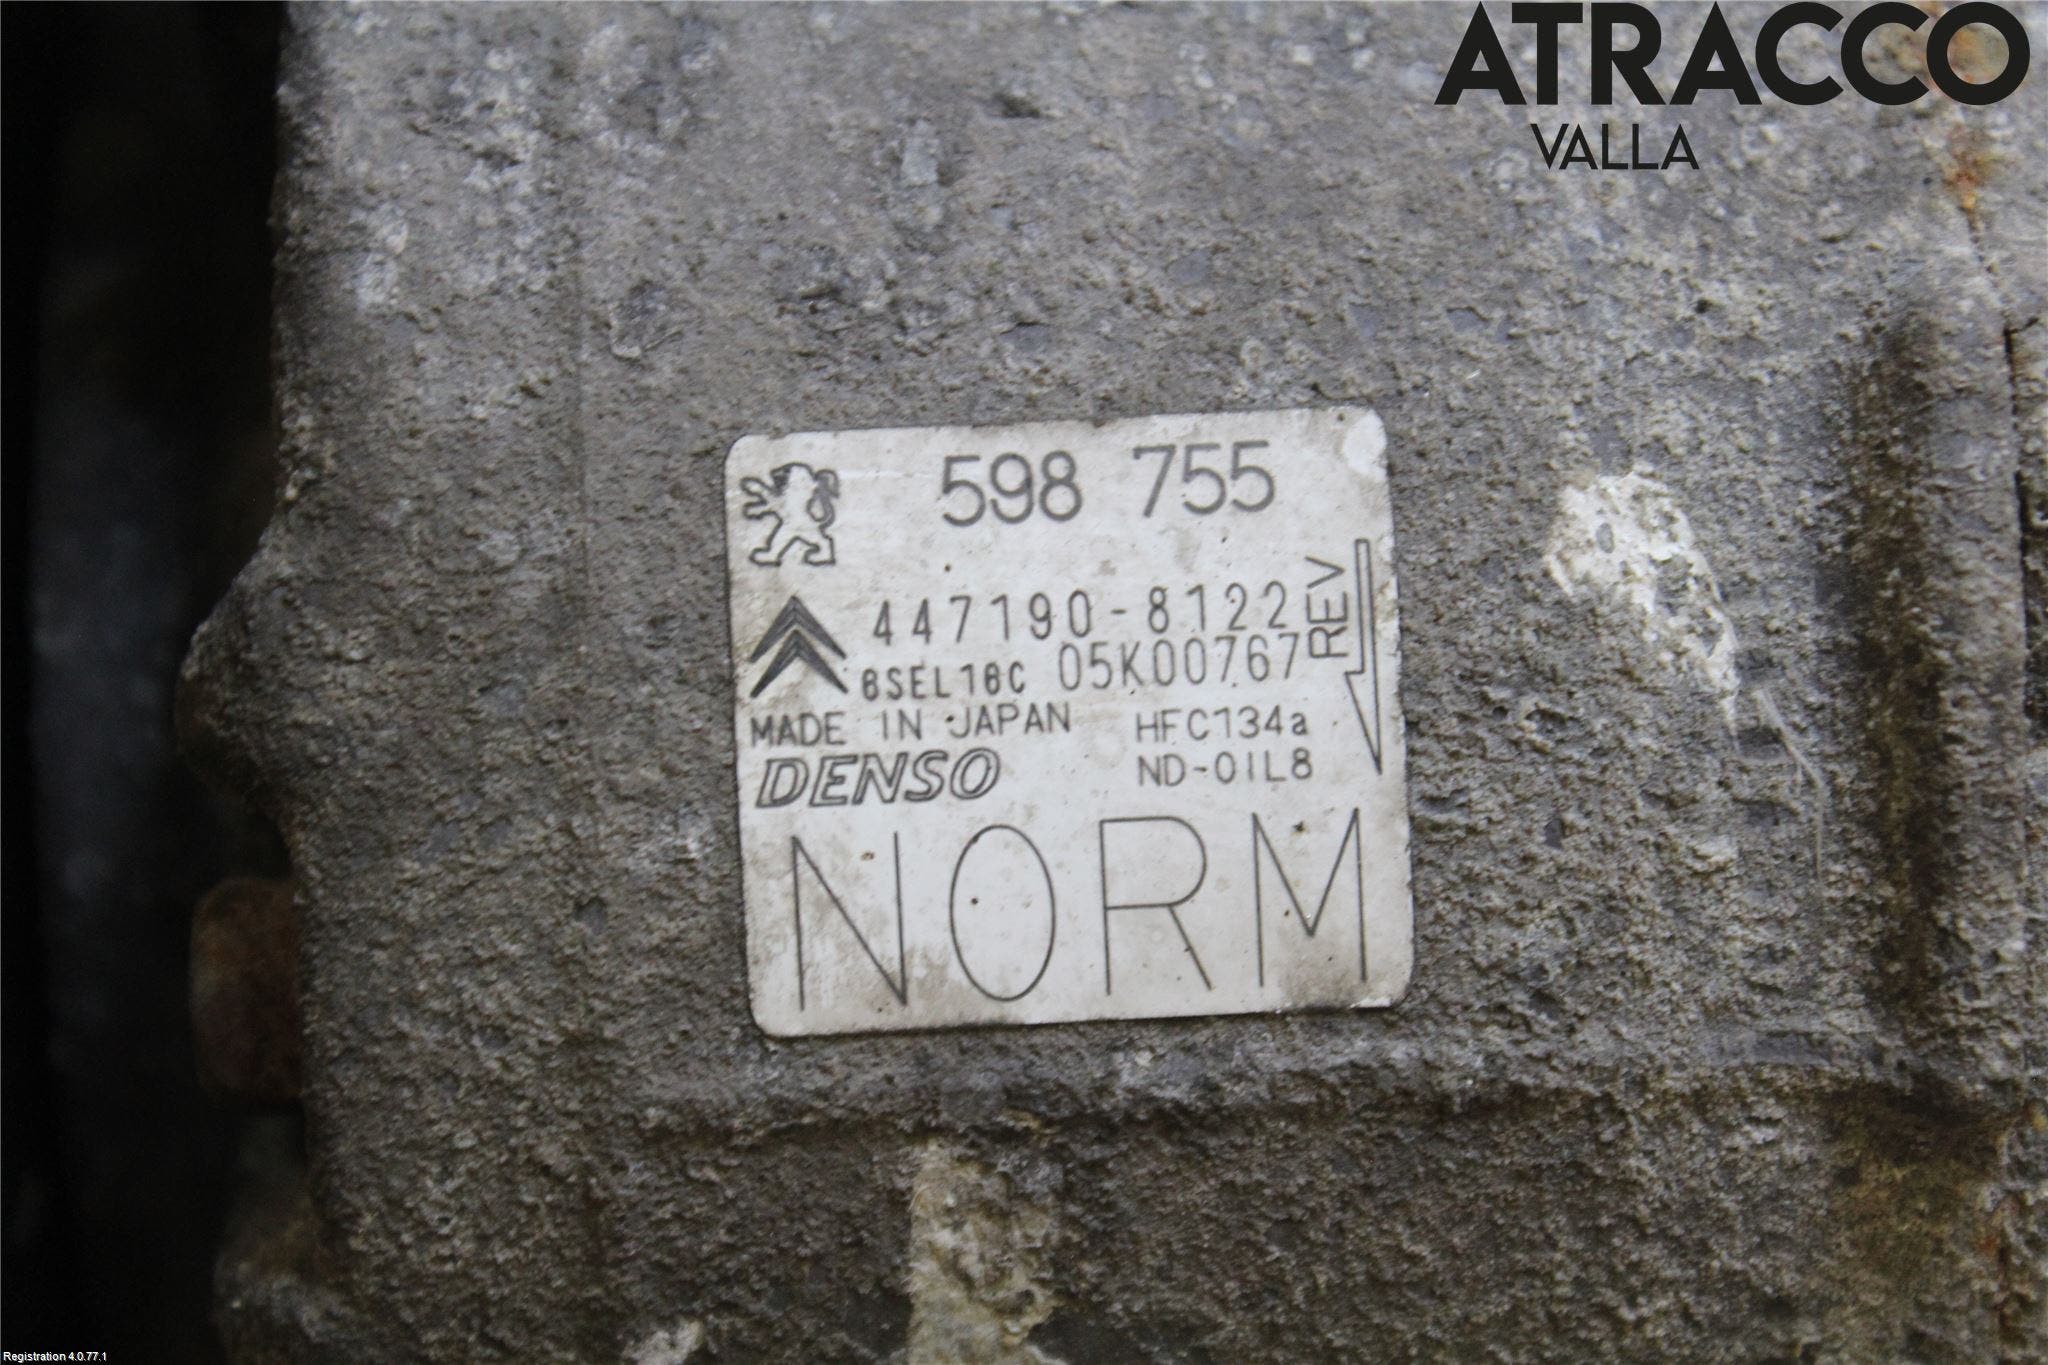 ATRACCO
VALLA
598 755
447190-8122
6SEL16C 05K00767
REV
MADE IN JAPAN HFC134a
DENSO ND-OIL8
NORM
Registration 4.0.77.1